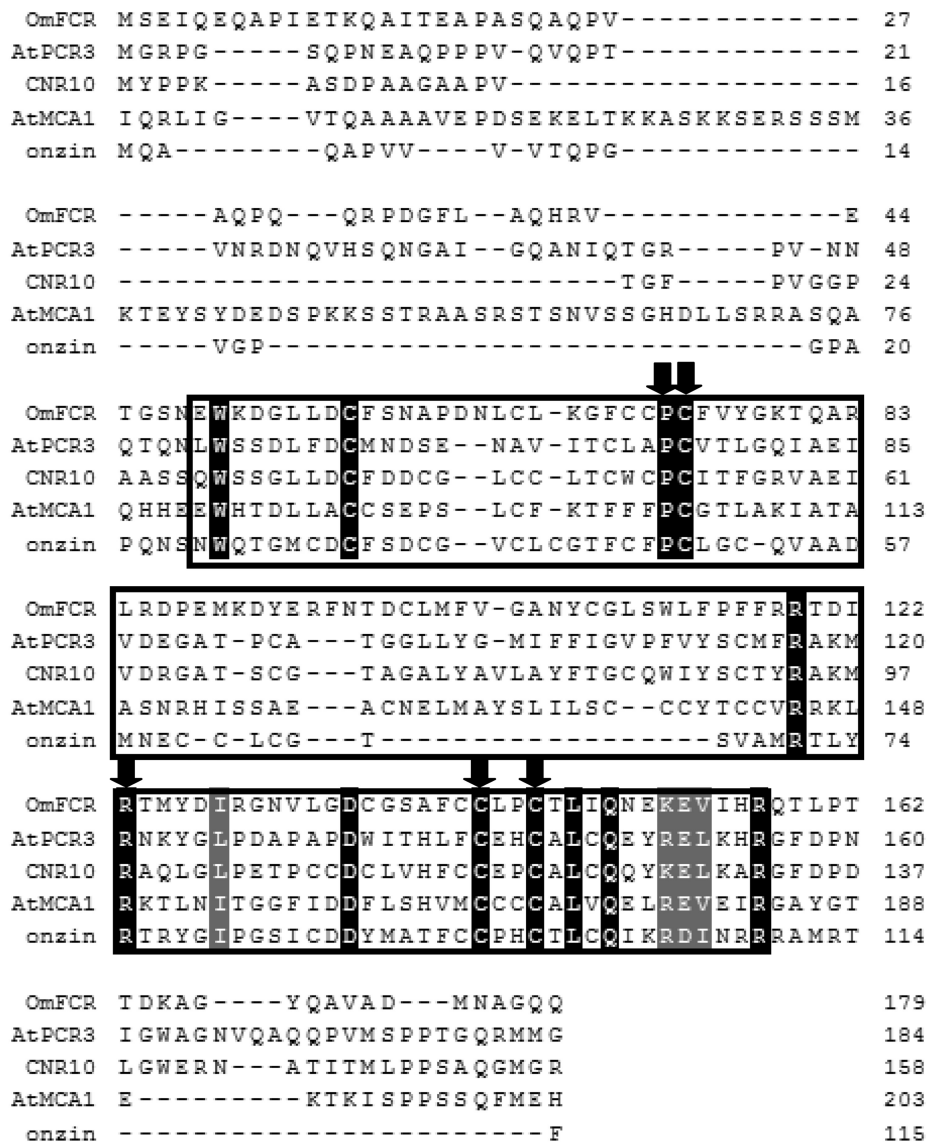 OmFCR MSEIQEQAPIETKQAITEAPASQAQPV------------- 27
AtPCR3 MGRPG-----SQPNEAQPPPV-QVQPT------------- 21
CNR10 MYPPK-----ASDPAAGAAPV------------------- 16
AtMCA1 IQRLIG----VTQAAAAVEPDSEKELTKKASKKSERSSSM 36
onzin MQA--------QAPVV----V-VTQPG------------- 14
OmFCR -----AQPQ---QRPDGFL--AQHRV-------------E 44
AtPCR3 -----VNRDNQVHSQNGAI--GQANIQTGR-----PV-NN 48
CNR10 ---------------------------TGF-----PVGGP 24
AtMCA1 KTEYSYDEDSPKKSSTRAASRSTSNVSSGHDLLSRRASQA 76
onzin -----VGP-----------------------------GPA 20
OmFCR TGSNEWKDGLLDCFSNAPDNLCL-KGFCCPCFVYGKTQAR 83
AtPCR3 QTQNLWSSDLFDCMNDSE--NAV-ITCLAPCVTLGQIAEI 85
CNR10 AASSQWSSGLLDCFDDCG--LCC-LTCWCPCITFGRVAEI 61
AtMCA1 QHHEEWHTDLLACCSEPS--LCF-KTFFFPCGTLAKIATA 113
onzin PQNSNWQTGMCDCFSDCG--VCLCGTFCFPCLGC-QVAAD 57
OmFCR LRDPEMKDYERFNTDCLMFV-GANYCGLSWLFPFFRRTDI 122
AtPCR3 VDEGAT-PCA---TGGLLYG-MIFFIGVPFVYSCMFRAKM 120
CNR10 VDRGAT-SCG---TAGALYAVLAYFTGCQWIYSCTYRAKM 97
AtMCA1 ASNRHISSAE---ACNELMAYSLILSC--CCYTCCVRRKL 148
onzin MNEC-C-LCG---T------------------SVAMRTLY 74
OmFCR RTMYDIRGNVLGDCGSAFCCLPCTLIQNEKEVIHRQTLPT 162
AtPCR3 RNKYGLPDAPAPDWITHLFCEHCALCQEYRELKHRGFDPN 160
CNR10 RAQLGLPETPCCDCLVHFCCEPCALCQQYKELKARGFDPD 137
AtMCA1 RKTLNITGGFIDDFLSHVMCCCCALVQELREVEIRGAYGT 188
onzin RTRYGIPGSICDDYMATFCCPHCTLCQIKRDINRRRAMRT 114
OmFCR TDKAG----YQAVAD---MNAGQQ 179
AtPCR3 IGWAGNVQAQQPVMSPPTGQRMMG 184
CNR10 LGWERN---ATITMLPPSAQGMGR 158
AtMCA1 E---------KTKISPPSSQFMEH 203
onzin -----------------------F 115